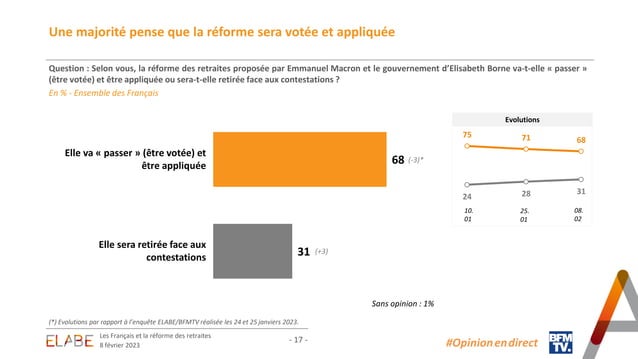 Une majorité pense que la réforme sera votée et appliquée
Question : Selon vous, la réforme des retraites proposée par Emmanuel Macron et le gouvernement d'Elisabeth Borne va-t-elle « passer »
(être votée) et être appliquée ou sera-t-elle retirée face aux contestations ?
En % - Ensemble des Français
Elle va « passer » (être votée) et
être appliquée
68 (-3)*
Elle sera retirée face aux
contestations
31 (+3)
Evolutions
75 71 68
24 28 31
10.
01
25.
01
08.
02
Sans opinion : 1%
(*) Evolutions par rapport à l'enquête ELABE/BFMTV réalisée les 24 et 25 janviers 2023.
ELABE
Les Français et la réforme des retraites
8 février 2023
- 17 -
#Opinion en direct
BFM
TV.